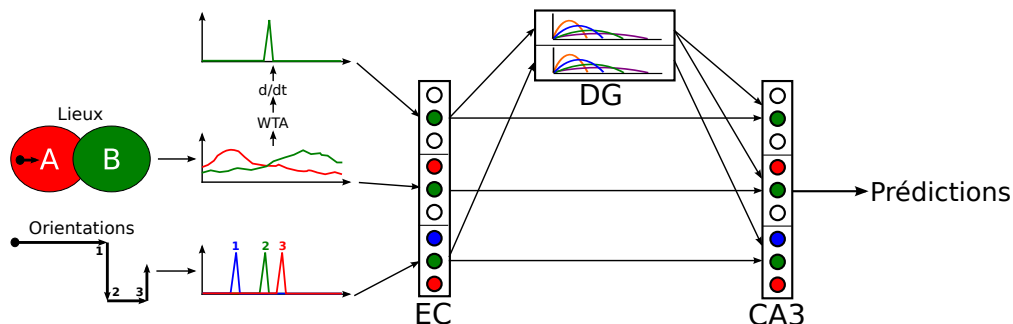 d/dt
WTA
Lieux
A B
Orientations
1
2 3
1 2 3
EC
DG
CA3
Prédictions